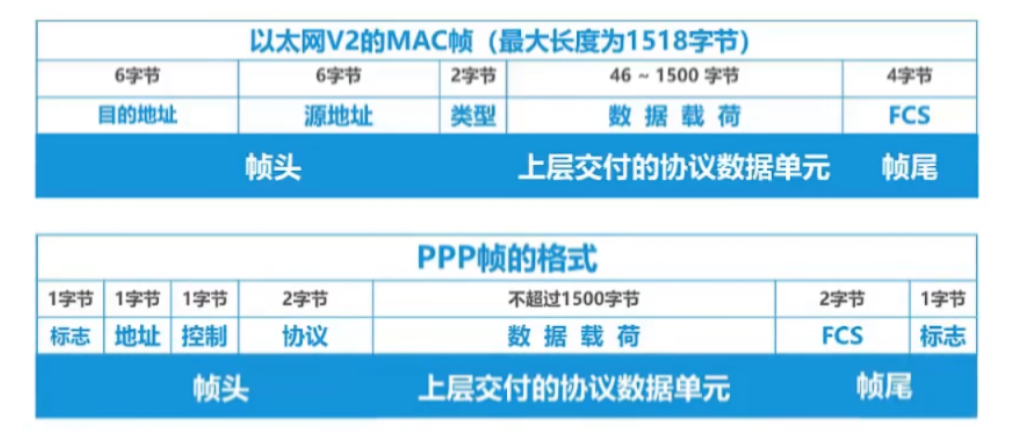 以太网V2的MAC帧（最大长度为1518字节）
6字节 6字节 2字节 46 ~ 1500 字节 4字节
目的地址 源地址 类型 数 据 载 荷 FCS
帧头 上层交付的协议数据单元 帧尾
PPP帧的格式
1字节 1字节 1字节 2字节 不超过1500字节 2字节 1字节
标志 地址 控制 协议 数 据 载 荷 FCS 标志
帧头 上层交付的协议数据单元 帧尾